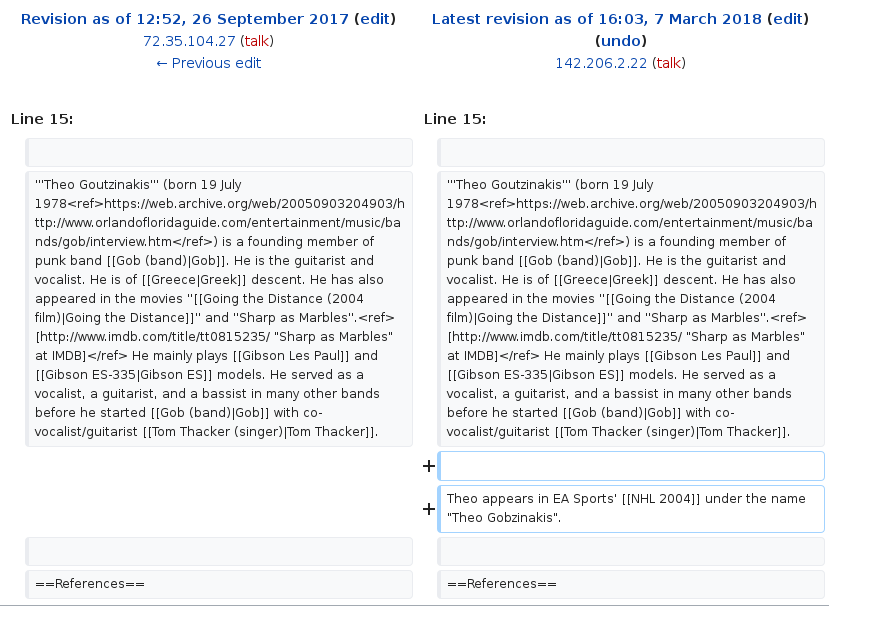 Revision as of 12:52, 26 September 2017 (edit)
72.35.104.27 (talk)
← Previous edit
Latest revision as of 16:03, 7 March 2018 (edit)
(undo)
142.206.2.22 (talk)
Line 15:
Line 15:
'''Theo Goutzinakis''' (born 19 July
1978<ref>https://web.archive.org/web/20050903204903/h
ttp://www.orlandofloridaguide.com/entertainment/music/ba
nds/gob/interview.htm</ref>) is a founding member of
punk band [[Gob (band)|Gob]]. He is the guitarist and
vocalist. He is of [[Greece|Greek]] descent. He has also
appeared in the movies ''[[Going the Distance (2004
film)|Going the Distance]]'' and ''Sharp as Marbles''.<ref>
[http://www.imdb.com/title/tt0815235/ "Sharp as Marbles"
at IMDB]</ref> He mainly plays [[Gibson Les Paul]] and
[[Gibson ES-335|Gibson ES]] models. He served as a
vocalist, a guitarist, and a bassist in many other bands
before he started [[Gob (band)|Gob]] with co-
vocalist/guitarist [[Tom Thacker (singer)|Tom Thacker]].
'''Theo Goutzinakis''' (born 19 July
1978<ref>https://web.archive.org/web/20050903204903/h
ttp://www.orlandofloridaguide.com/entertainment/music/ba
nds/gob/interview.htm</ref>) is a founding member of
punk band [[Gob (band)|Gob]]. He is the guitarist and
vocalist. He is of [[Greece|Greek]] descent. He has also
appeared in the movies ''[[Going the Distance (2004
film)|Going the Distance]]'' and ''Sharp as Marbles''.<ref>
[http://www.imdb.com/title/tt0815235/ "Sharp as Marbles"
at IMDB]</ref> He mainly plays [[Gibson Les Paul]] and
[[Gibson ES-335|Gibson ES]] models. He served as a
vocalist, a guitarist, and a bassist in many other bands
before he started [[Gob (band)|Gob]] with co-
vocalist/guitarist [[Tom Thacker (singer)|Tom Thacker]].
+
+ Theo appears in EA Sports' [[NHL 2004]] under the name
"Theo Gobzinakis".
==References==
==References==